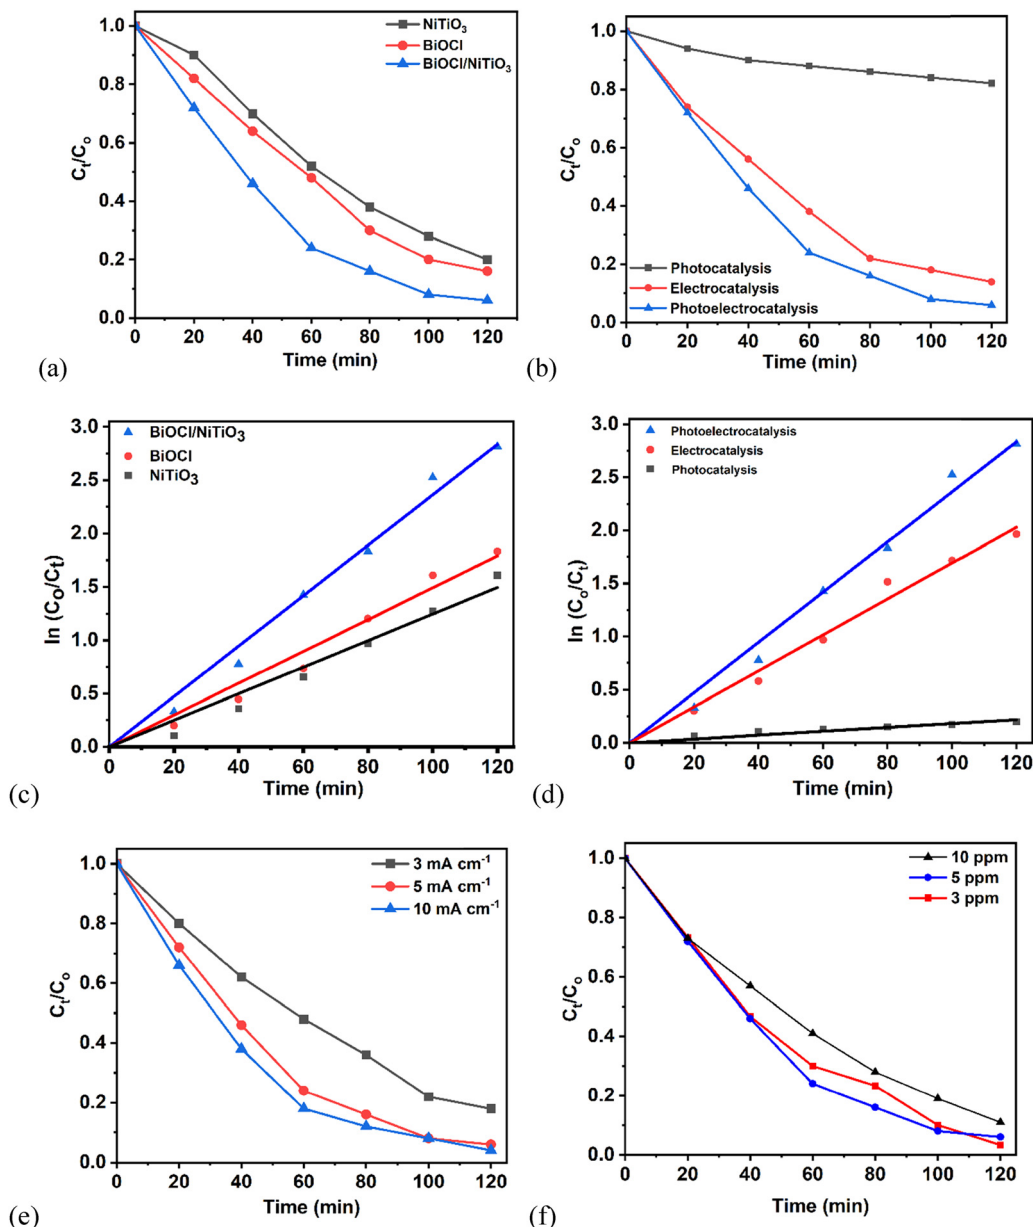 1.0
0.8
0.6
0.4
0.2
0.0
Cₜ/Cₒ
NiTiO₃
BiOCl
BiOCl/NiTiO₃
0 20 40 60 80 100 120
Time (min)
(a)
1.0
0.8
0.6
0.4
0.2
0.0
Cₜ/Cₒ
Photocatalysis
Electrocatalysis
Photoelectrocatalysis
0 20 40 60 80 100 120
Time (min)
(b)
3.0
2.5
2.0
1.5
1.0
0.5
0.0
ln (Cₒ/Cₜ)
BiOCl/NiTiO₃
BiOCl
NiTiO₃
0 20 40 60 80 100 120
Time (min)
(c)
3.0
2.5
2.0
1.5
1.0
0.5
0.0
ln (Cₒ/Cₜ)
Photoelectrocatalysis
Electrocatalysis
Photocatalysis
0 20 40 60 80 100 120
Time (min)
(d)
1.0
0.8
0.6
0.4
0.2
0.0
Cₜ/Cₒ
3 mA cm⁻¹
5 mA cm⁻¹
10 mA cm⁻¹
0 20 40 60 80 100 120
Time (min)
(e)
1.0
0.8
0.6
0.4
0.2
0.0
Cₜ/Cₒ
10 ppm
5 ppm
3 ppm
0 20 40 60 80 100 120
Time (min)
(f)